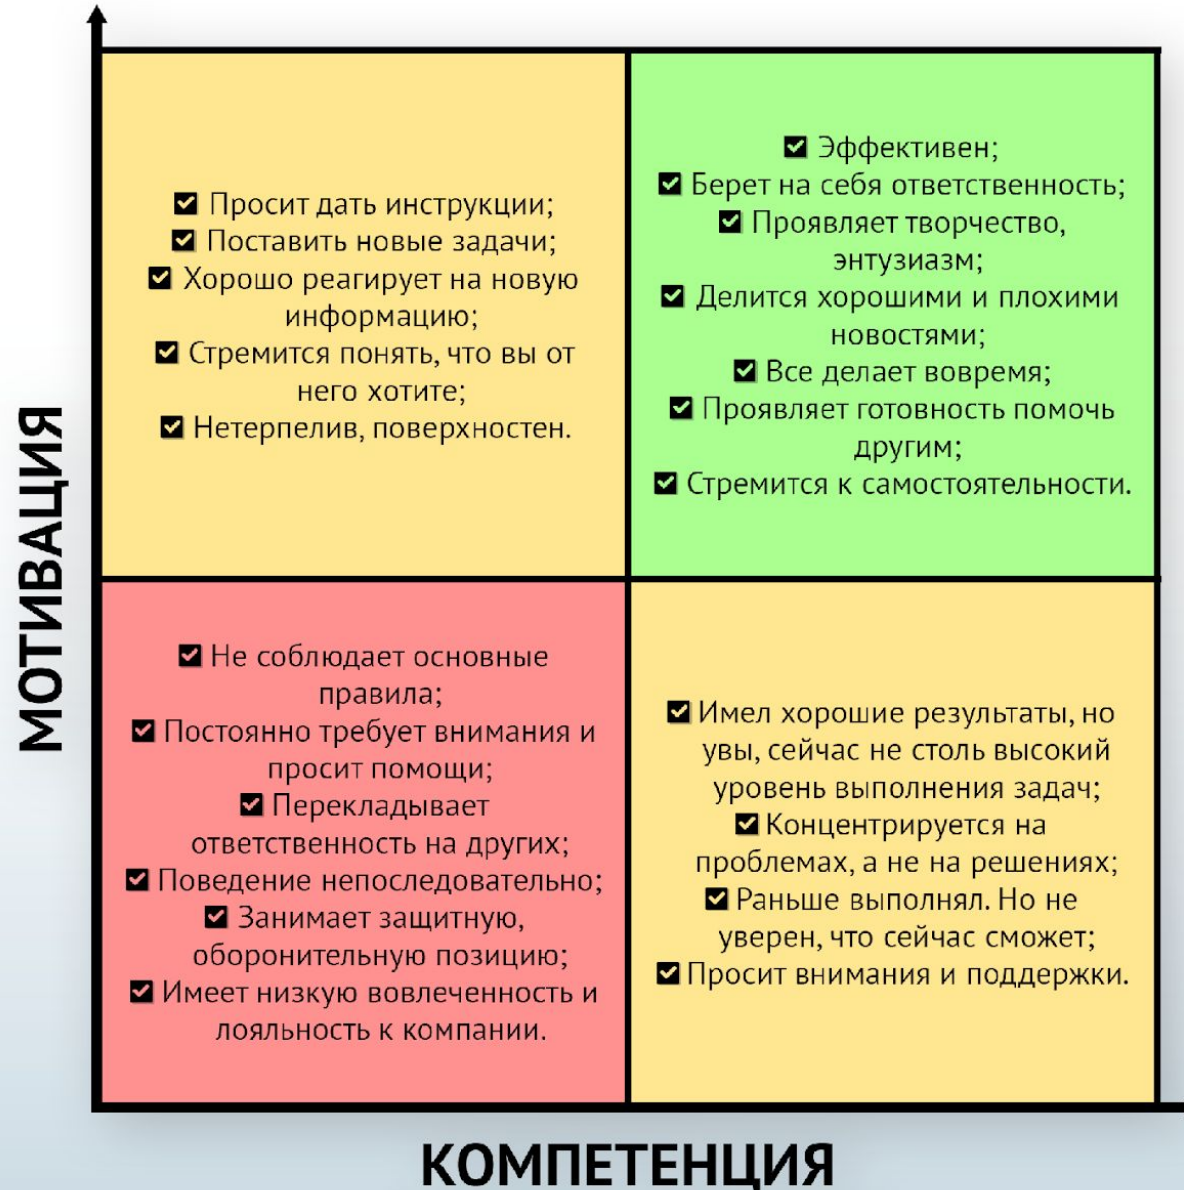 ☑ Просит дать инструкции;
☑ Поставить новые задачи;
☑ Хорошо реагирует на новую
информацию;
☑ Стремится понять, что вы от
него хотите;
☑ Нетерпелив, поверхностен.
☑ Эффективен;
☑ Берет на себя ответственность;
☑ Проявляет творчество,
энтузиазм;
☑ Делится хорошими и плохими
новостями;
☑ Все делает вовремя;
☑ Проявляет готовность помочь
другим;
☑ Стремится к самостоятельности.
МОТИВАЦИЯ
☑ Не соблюдает основные
правила;
☑ Постоянно требует внимания и
просит помощи;
☑ Перекладывает
ответственность на других;
☑ Поведение непоследовательно;
☑ Занимает защитную,
оборонительную позицию;
☑ Имеет низкую вовлеченность и
лояльность к компании.
☑ Имел хорошие результаты, но
увы, сейчас не столь высокий
уровень выполнения задач;
☑ Концентрируется на
проблемах, а не на решениях;
☑ Раньше выполнял. Но не
уверен, что сейчас сможет;
☑ Просит внимания и поддержки.
КОМПЕТЕНЦИЯ